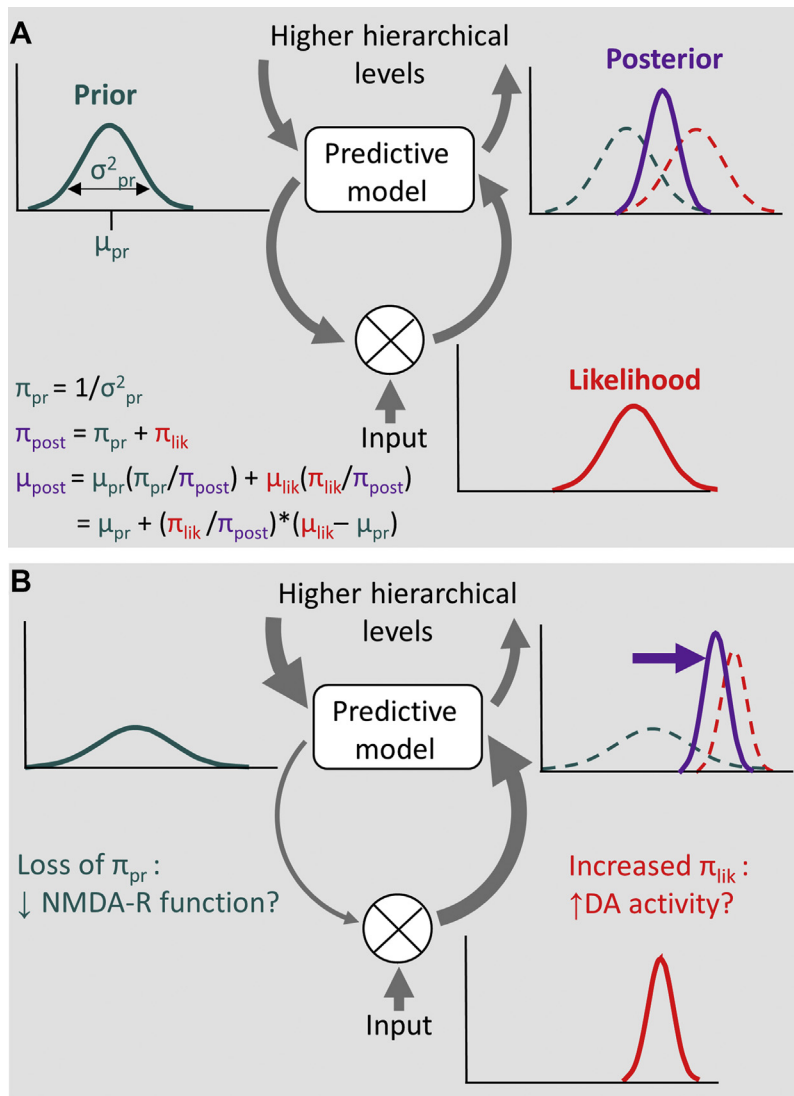 A
Higher hierarchical
levels
Prior
Posterior
σ²pr
Predictive
model
μpr
Likelihood
πpr = 1/σ²pr
πpost = πpr + πlik
Input
μpost = μpr(πpr/πpost) + μlik(πlik/πpost)
= μpr + (πlik /πpost)*(μlik– μpr)
B
Higher hierarchical
levels
Predictive
model
Loss of πpr :
↓ NMDA-R function?
Increased πlik :
↑DA activity?
Input